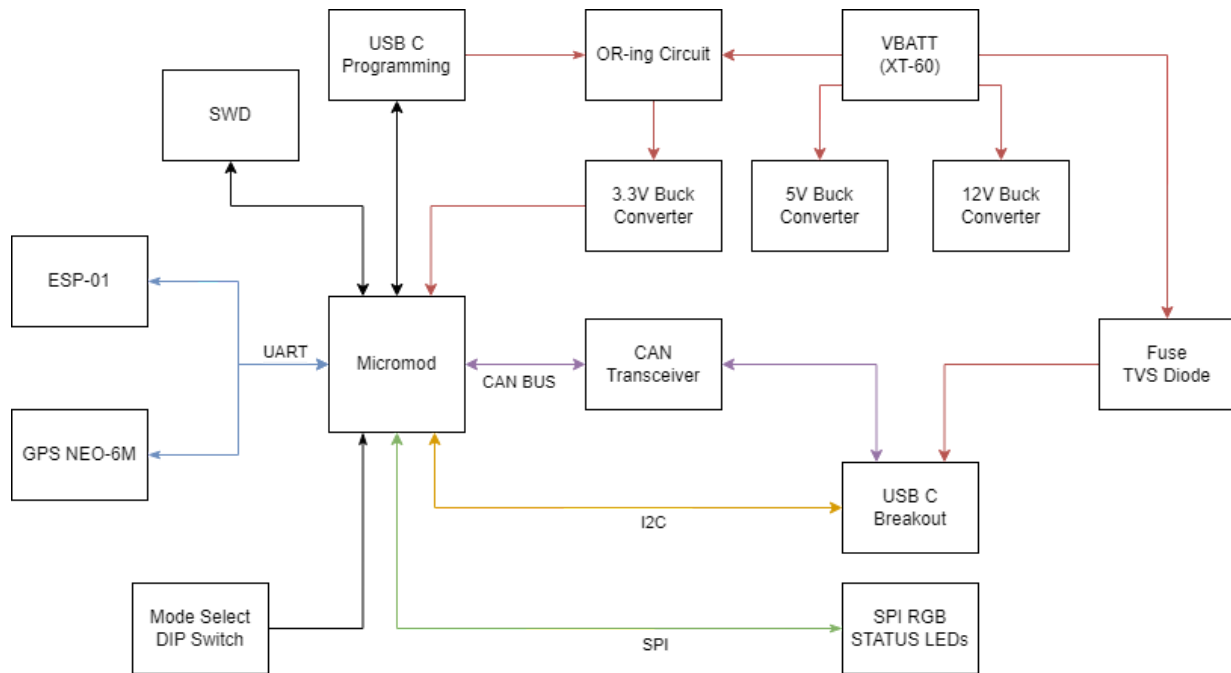 USB C
Programming
OR-ing Circuit
VBATT
(XT-60)
SWD
3.3V Buck
Converter
5V Buck
Converter
12V Buck
Converter
ESP-01
UART
Micromod
CAN BUS
CAN
Transceiver
Fuse
TVS Diode
GPS NEO-6M
I2C
USB C
Breakout
Mode Select
DIP Switch
SPI
SPI RGB
STATUS LEDs